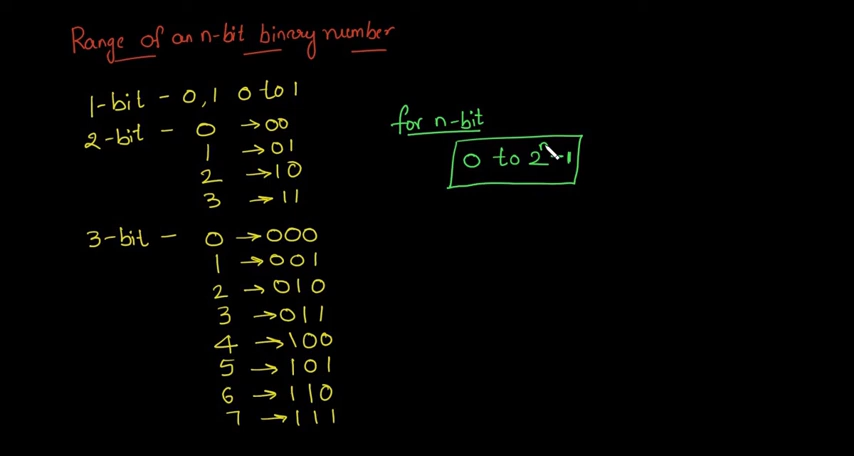 Range of an n-bit binary number
1-bit - 0,1 0 to 1
2-bit - 0 → 00
1 → 01
2 → 10
3 → 11
3-bit - 0 → 000
1 → 001
2 → 010
3 → 011
4 → 100
5 → 101
6 → 110
7 → 111
for n-bit
0 to 2ⁿ-1